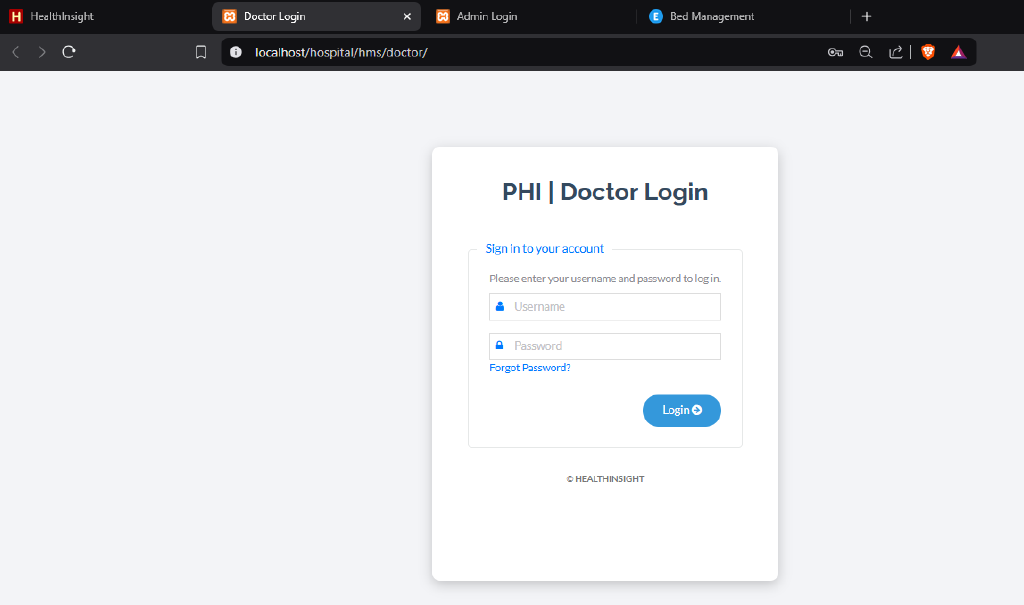 H HealthInsight Doctor Login Admin Login E Bed Management
localhost/hospital/hms/doctor/
PHI | Doctor Login
Sign in to your account
Please enter your username and password to log in.
Username
Password
Forgot Password?
Login
© HEALTHINSIGHT